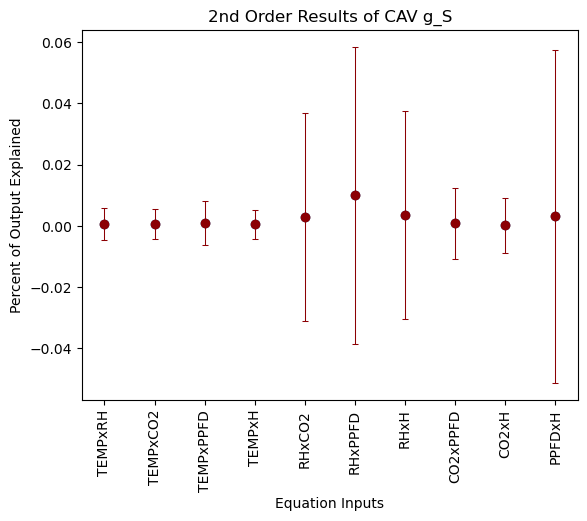 2nd Order Results of CAV g_S
Percent of Output Explained
0.06
0.04
0.02
0.00
−0.02
−0.04
TEMPxRH
TEMPxCO2
TEMPxPPFD
TEMPxH
RHxCO2
RHxPPFD
RHxH
CO2xPPFD
CO2xH
PPFDxH
Equation Inputs